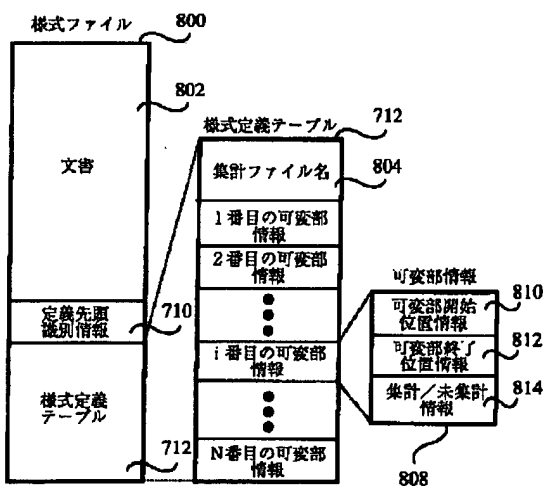 様式ファイル
800
802
文書
定義先頭
識別情報
710
様式定義
テーブル
712
様式定義テーブル
712
集計ファイル名
804
1番目の可変部
情報
2番目の可変部
情報
i番目の可変部
情報
N番目の可変部
情報
可変部情報
可変部開始
位置情報
810
可変部終了
位置情報
812
集計/未集計
情報
814
808